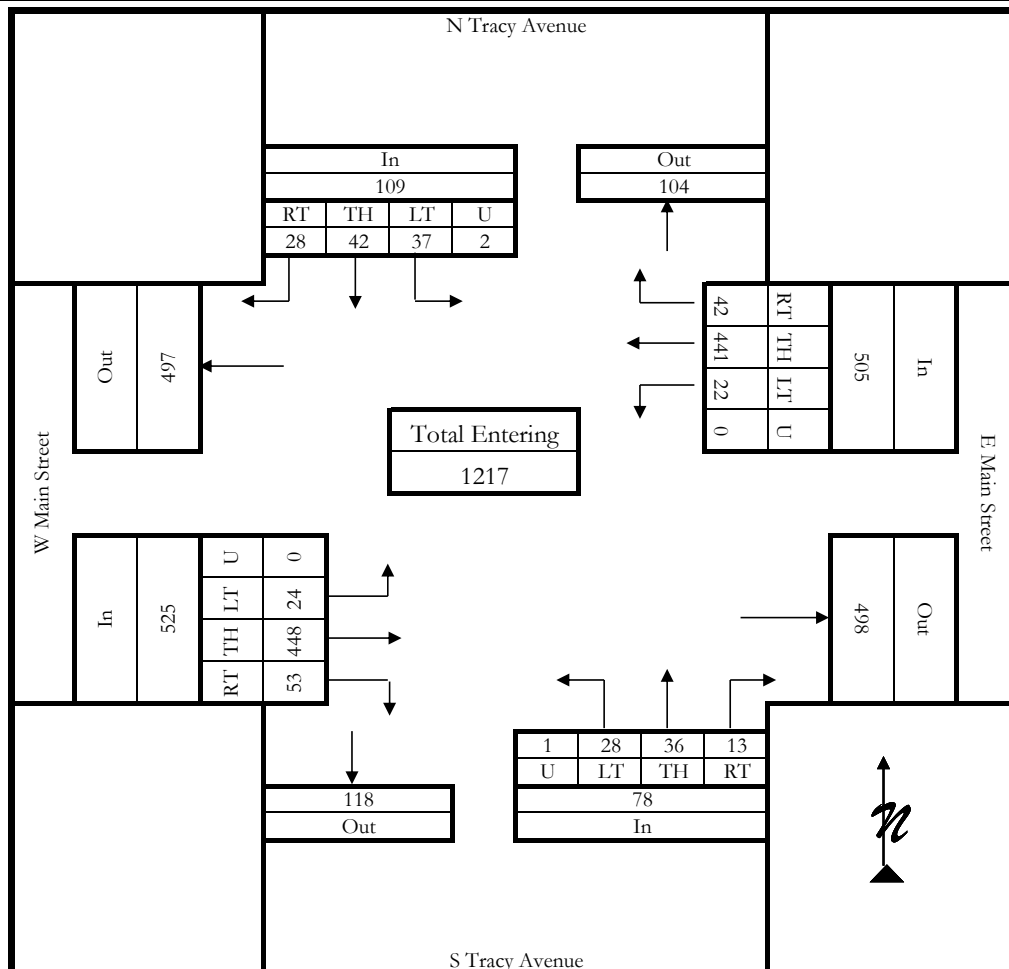 N Tracy Avenue
In
109
RT TH LT U
28 42 37 2
Out
104
Out
497
42 RT
441 TH
22 LT
0 U
505
In
W Main Street
Total Entering
1217
E Main Street
In
525
U 0
LT 24
TH 448
RT 53
498
Out
1 28 36 13
U LT TH RT
78
In
118
Out
N
S Tracy Avenue